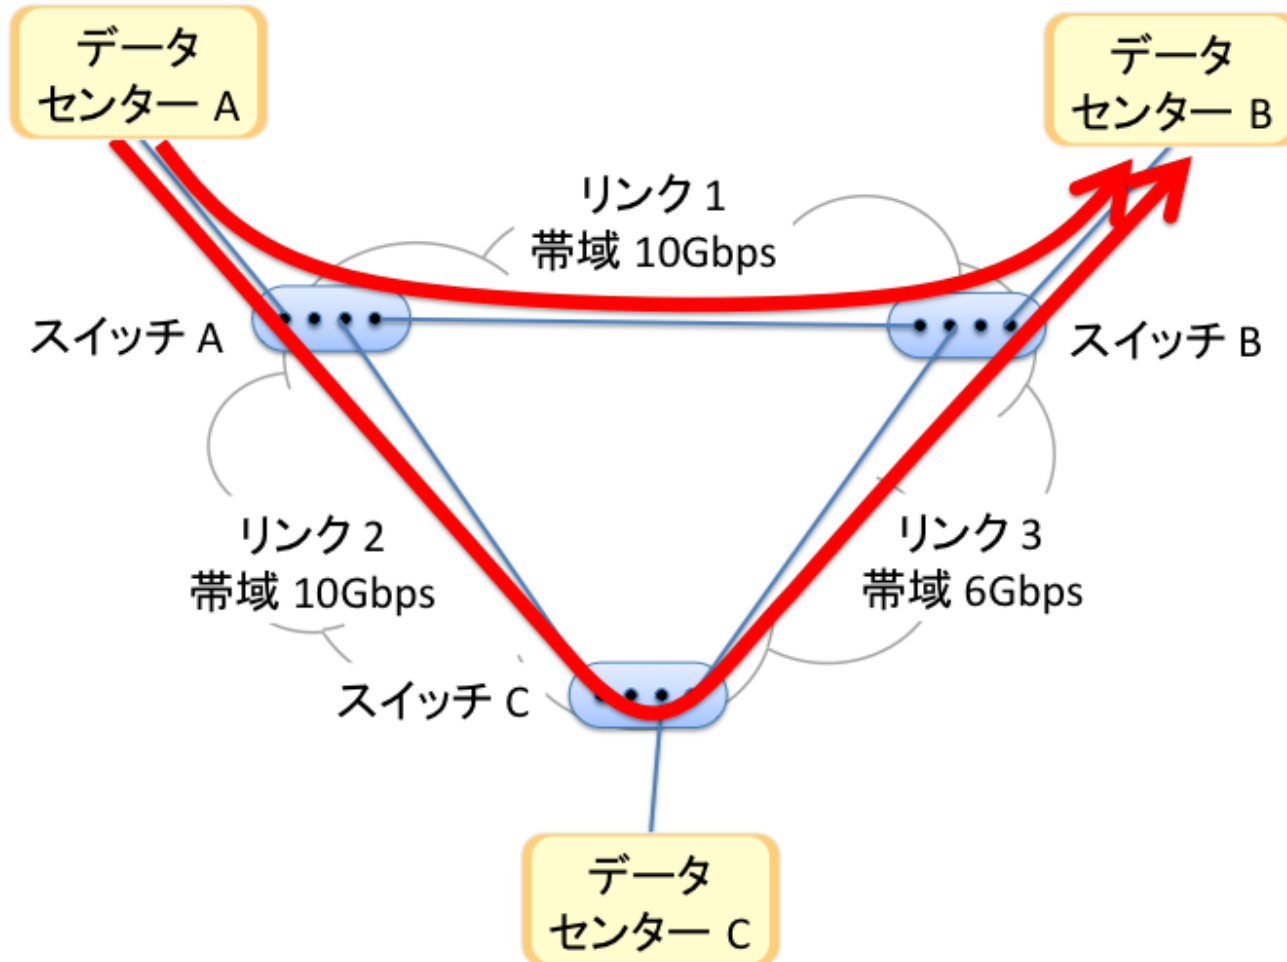 データ
センター A
データ
センター B
リンク 1
帯域 10Gbps
スイッチ A
スイッチ B
リンク 2
帯域 10Gbps
リンク 3
帯域 6Gbps
スイッチ C
データ
センター C